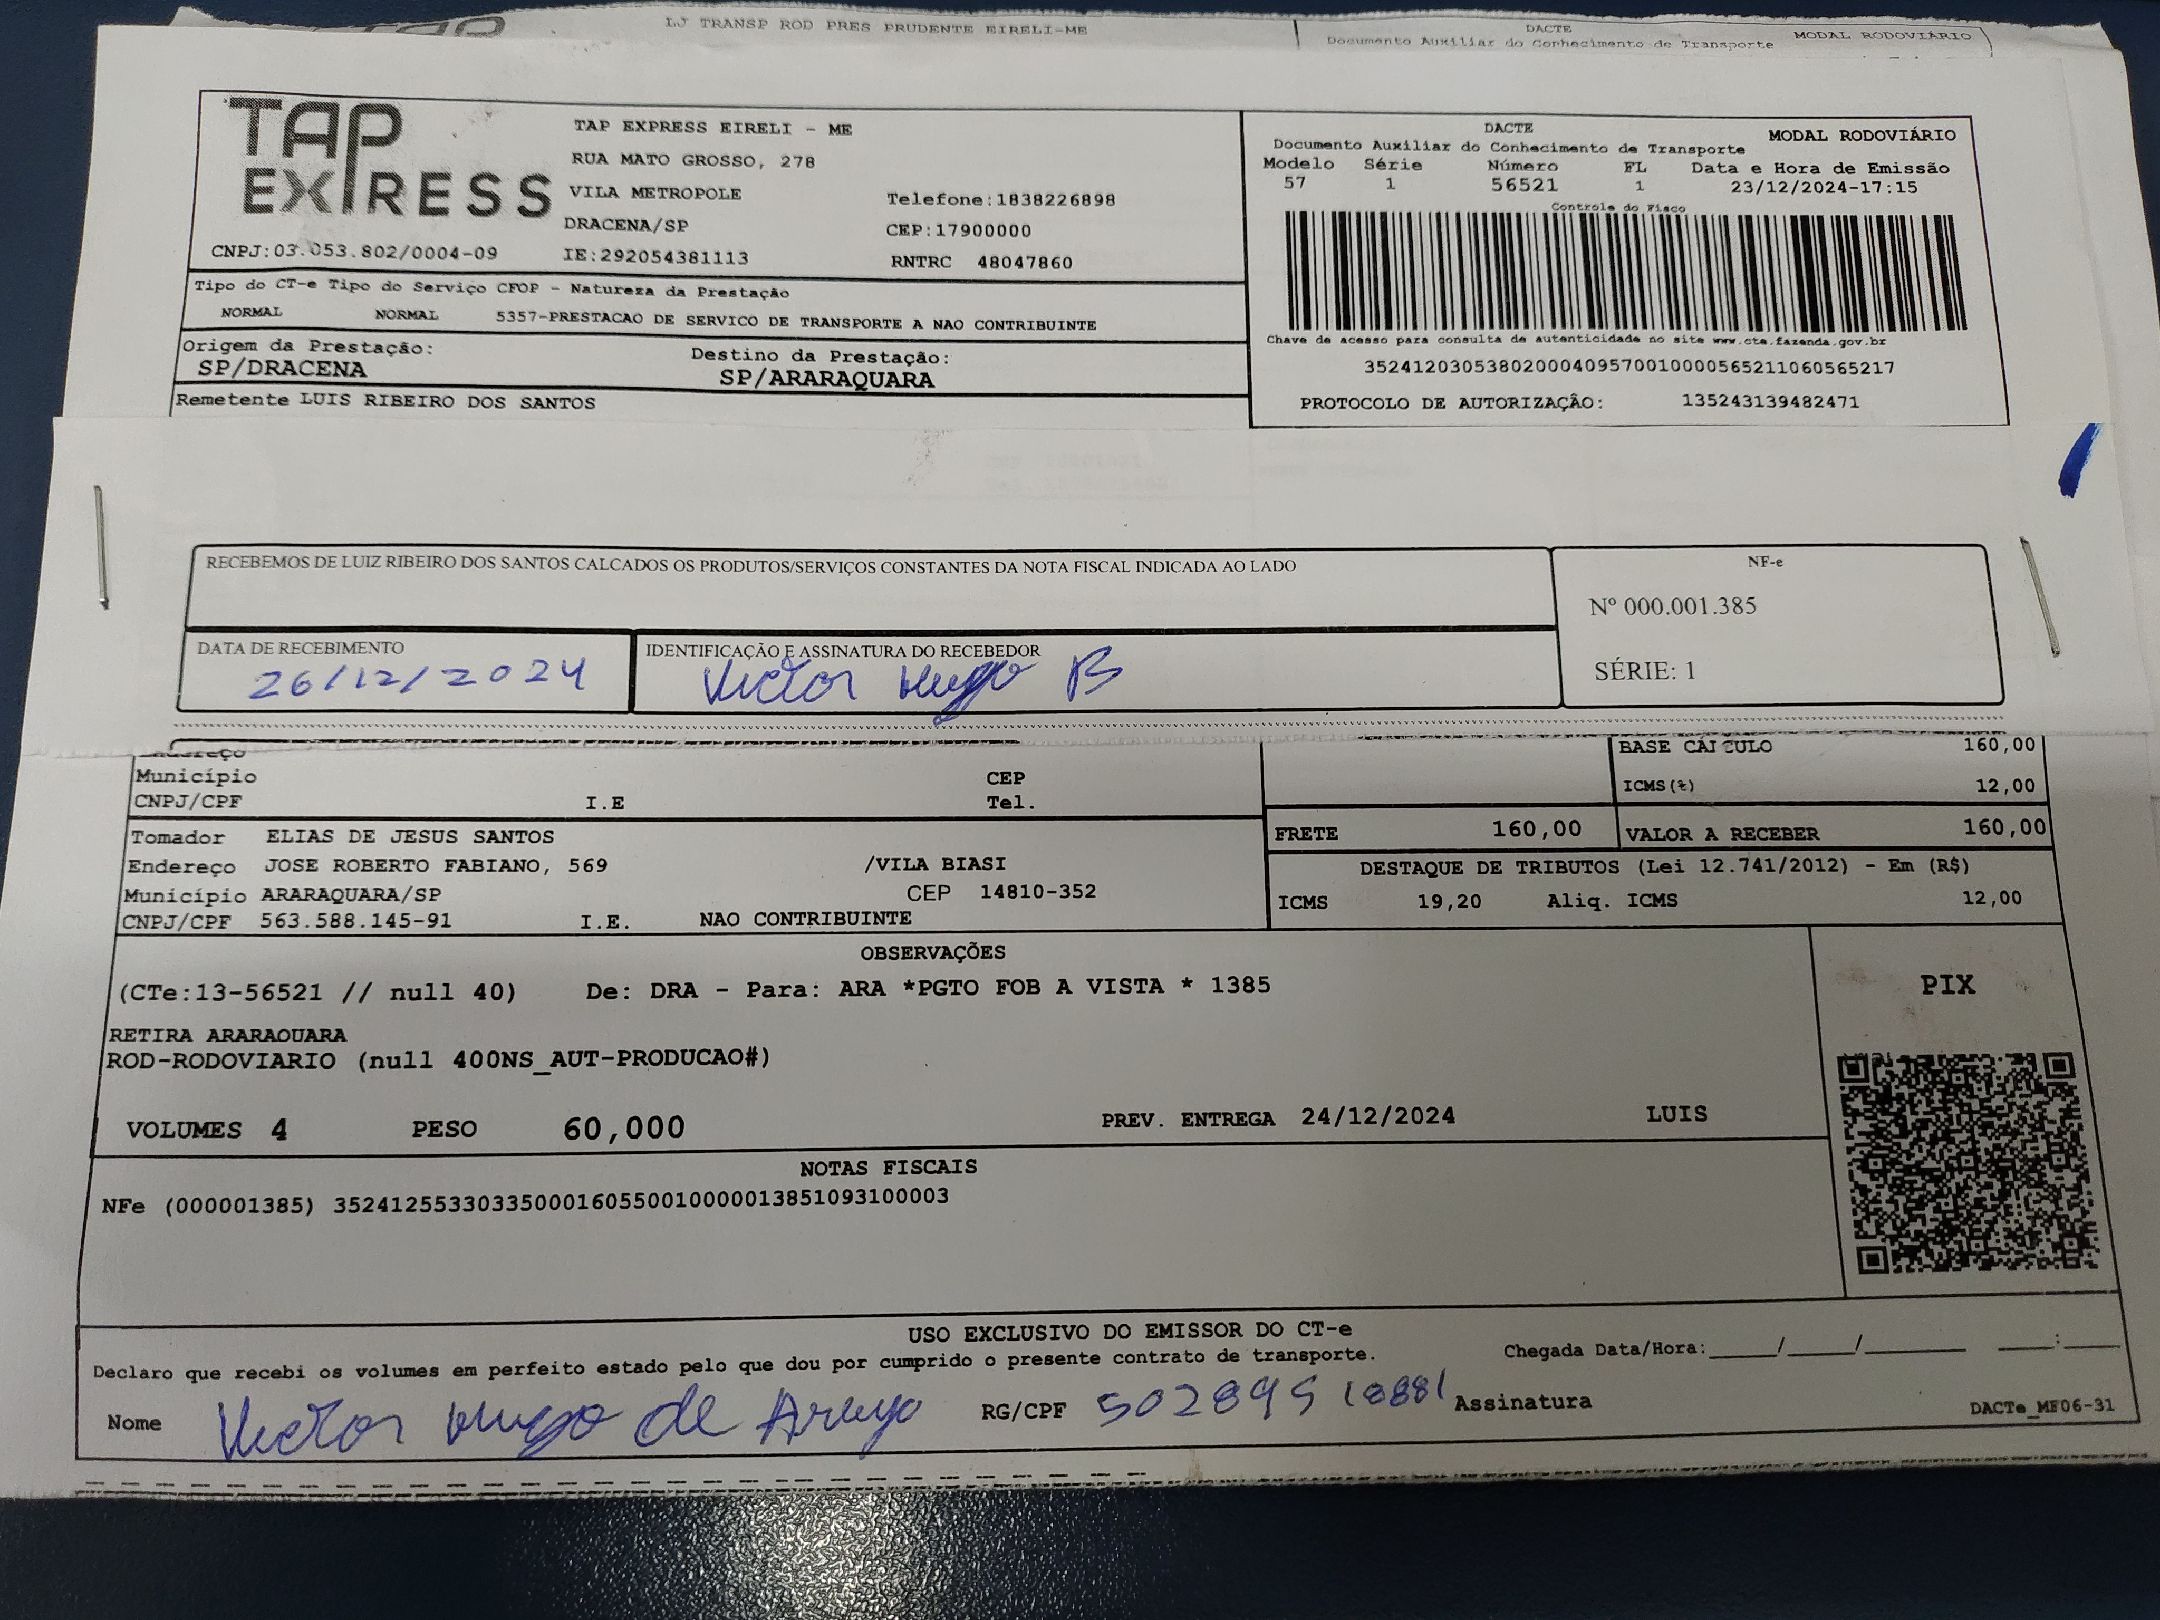 LJ TRANSP ROD PRES PRUDENTE EIRELI-ME
DACTE
Documento Auxiliar do Conhecimento de Transporte
MODAL RODOVIÁRIO
TAP
EXPRESS
TAP EXPRESS EIRELI - ME
RUA MATO GROSSO, 278
VILA METROPOLE
Telefone:1838226898
DRACENA/SP
CEP:17900000
CNPJ:03.053.802/0004-09
IE:292054381113
RNTRC 48047860
DACTE
MODAL RODOVIÁRIO
Documento Auxiliar do Conhecimento de Transporte
Modelo Série Número FL Data e Hora de Emissão
57 1 56521 1 23/12/2024-17:15
Controle do Fisco
Tipo do CT-e Tipo do Serviço CFOP - Natureza da Prestação
NORMAL NORMAL 5357-PRESTACAO DE SERVICO DE TRANSPORTE A NAO CONTRIBUINTE
Origem da Prestação:
SP/DRACENA
Destino da Prestação:
SP/ARARAQUARA
Remetente LUIS RIBEIRO DOS SANTOS
Chave de acesso para consulta de autenticidade no site www.cte.fazenda.gov.br
35241203053802000409570010000565211060565217
PROTOCOLO DE AUTORIZAÇÃO: 135243139482471
RECEBEMOS DE LUIZ RIBEIRO DOS SANTOS CALCADOS OS PRODUTOS/SERVIÇOS CONSTANTES DA NOTA FISCAL INDICADA AO LADO
NF-e
Nº 000.001.385
SÉRIE: 1
DATA DE RECEBIMENTO
26/12/2024
IDENTIFICAÇÃO E ASSINATURA DO RECEBEDOR
Victor Hugo B
Endereço
Município CEP
CNPJ/CPF I.E Tel.
BASE CÁLCULO 160,00
ICMS(%) 12,00
FRETE 160,00 VALOR A RECEBER 160,00
Tomador ELIAS DE JESUS SANTOS
Endereço JOSE ROBERTO FABIANO, 569 /VILA BIASI
Município ARARAQUARA/SP CEP 14810-352
CNPJ/CPF 563.588.145-91 I.E. NAO CONTRIBUINTE
DESTAQUE DE TRIBUTOS (Lei 12.741/2012) - Em (R$)
ICMS 19,20 Aliq. ICMS 12,00
OBSERVAÇÕES
(CTe:13-56521 // null 40) De: DRA - Para: ARA *PGTO FOB A VISTA * 1385
RETIRA ARARAQUARA
ROD-RODOVIARIO (null 400NS_AUT-PRODUCAO#)
VOLUMES 4 PESO 60,000 PREV. ENTREGA 24/12/2024 LUIS
PIX
NOTAS FISCAIS
NFe (000001385) 35241255330335000160550010000013851093100003
USO EXCLUSIVO DO EMISSOR DO CT-e
Declaro que recebi os volumes em perfeito estado pelo que dou por cumprido o presente contrato de transporte.
Chegada Data/Hora:____/____/______ ___:___
Nome Victor Hugo de Araujo RG/CPF 50289518881 Assinatura
DACTe_MF06-31